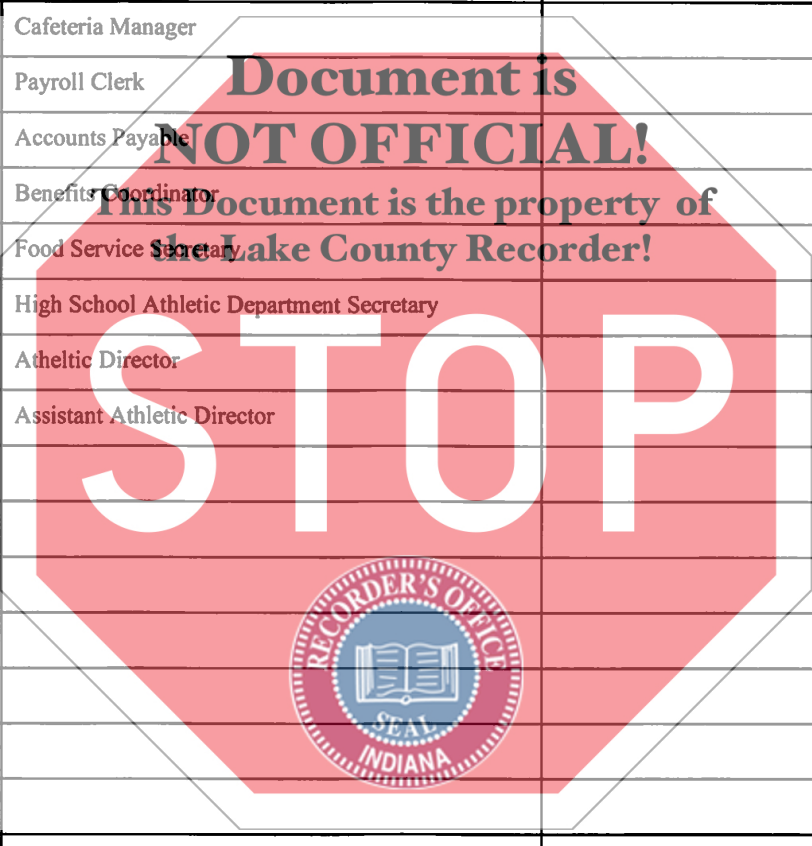 Cafeteria Manager
Payroll Clerk
Accounts Payable
Benefits Coordinator
Food Service Secretary
High School Athletic Department Secretary
Atheltic Director
Assistant Athletic Director
Document is
NOT OFFICIAL!
This Document is the property of
the Lake County Recorder!
STOP
RECORDER'S OFFICE
SEAL
INDIANA